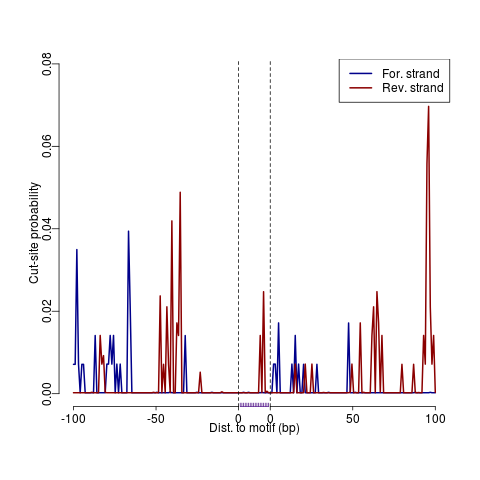 For. strand
Rev. strand
Cut-site probability
0.00 0.02 0.04 0.06 0.08
-100 -50 0 0 50 100
Dist. to motif (bp)